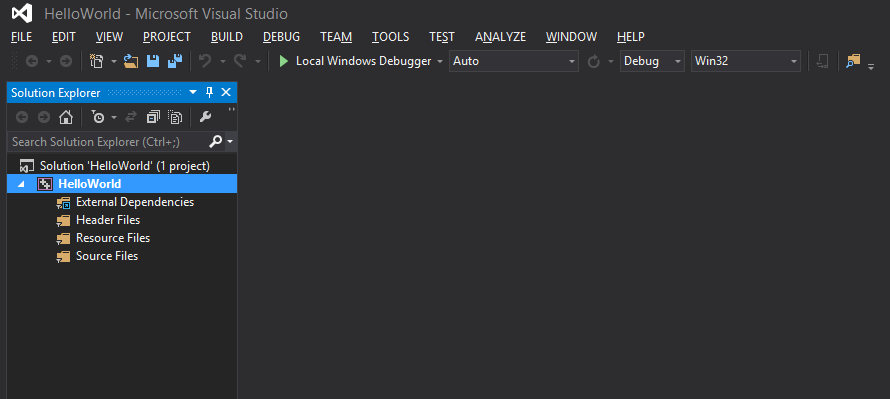 HelloWorld - Microsoft Visual Studio
FILE EDIT VIEW PROJECT BUILD DEBUG TEAM TOOLS TEST ANALYZE WINDOW HELP
Local Windows Debugger Auto Debug Win32
Solution Explorer
Search Solution Explorer (Ctrl+;)
Solution 'HelloWorld' (1 project)
HelloWorld
External Dependencies
Header Files
Resource Files
Source Files